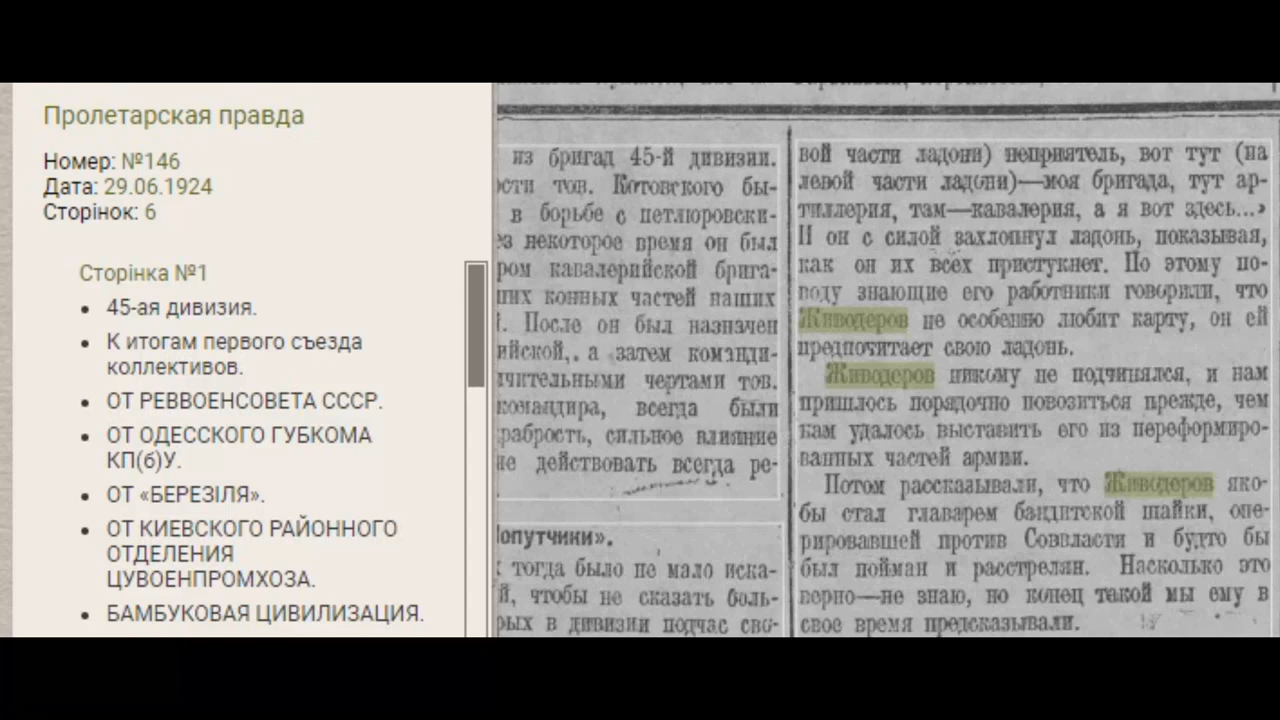 Пролетарская правда
Номер: №146
Дата: 29.06.1924
Сторінок: 6
Сторінка №1
45-ая дивизия.
К итогам первого съезда
коллективов.
ОТ РЕВВОЕНСОВЕТА СССР.
ОТ ОДЕССКОГО ГУБКОМА
КП(б)У.
ОТ «БЕРЕЗІЛЯ».
ОТ КИЕВСКОГО РАЙОННОГО
ОТДЕЛЕНИЯ
ЦУВОЕНПРОМХОЗА.
БАМБУКОВАЯ ЦИВИЛИЗАЦИЯ.
из бригад 45-й дивизии.
тов. Котовского бы-
в борьбе с петлюровски-
некоторое время он был
кавалерийской брига-
конных частей наших
После он был назначен
а затем команди-
чертами тов.
командира, всегда были
сильное влияние
действовать всегда ре-
опутчики».
тогда было не мало иска-
й, чтобы не сказать боль-
в дивизии подчас сво-
вой части ладони) неприятель, вот тут (на
левой части ладони)—моя бригада, тут ар-
тиллерия, там—кавалерия, а я вот здесь...»
И он с силой захлопнул ладонь, показывая,
как он их всех пристукнет. По этому по-
воду знающие его работники говорили, что
Живодеров не особенно любит карту, он ей
предпочитает свою ладонь.
Живодеров никому не подчинялся, и нам
пришлось порядочно повозиться прежде, чем
нам удалось выставить его из переформиро-
ванных частей армии.
Потом рассказывали, что Живодеров яко-
бы стал главарем бандитской шайки, опе-
рировавшей против Соввласти и будто бы
был пойман и расстрелян. Насколько это
верно—не знаю, но конец такой мы ему в
свое время предсказывали.